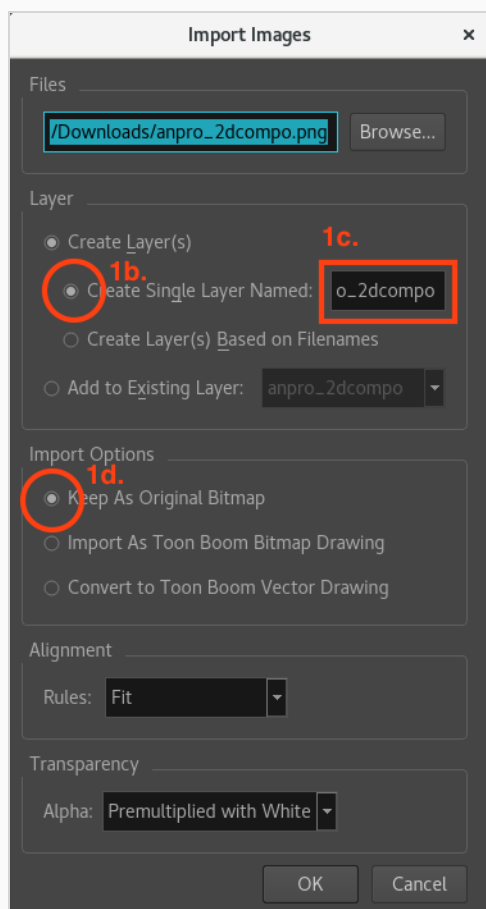 Import Images
Files
/Downloads/anpro_2dcompo.png Browse...
Layer
Create Layer(s)
1c.
1b.
Create Single Layer Named: o_2dcompo
Create Layer(s) Based on Filenames
Add to Existing Layer: anpro_2dcompo
Import Options
1d.
Keep As Original Bitmap
Import As Toon Boom Bitmap Drawing
Convert to Toon Boom Vector Drawing
Alignment
Rules: Fit
Transparency
Alpha: Premultiplied with White
OK Cancel